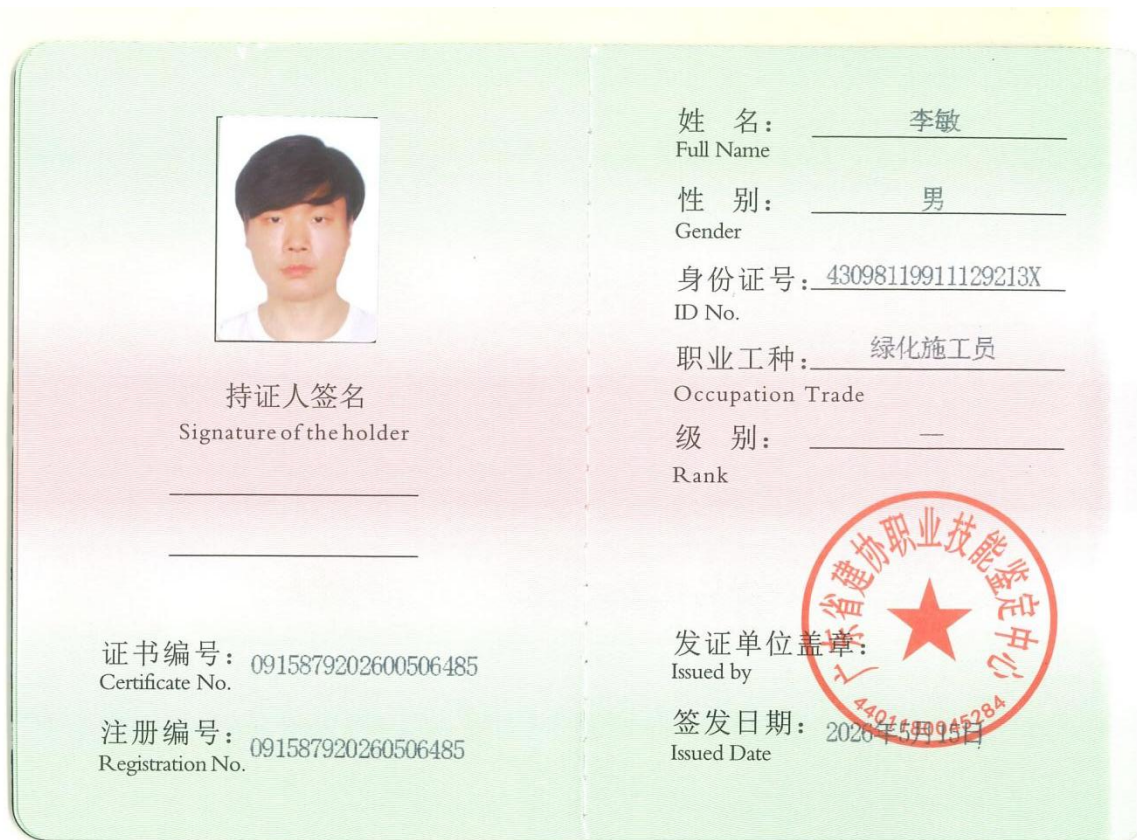 持证人签名
Signature of the holder
证书编号：0915879202600506485
Certificate No.
注册编号：091587920260506485
Registration No.
姓 名：李敏
Full Name
性 别：男
Gender
身份证号：43098119911129213X
ID No.
职业工种：绿化施工员
Occupation Trade
级 别：一
Rank
广东省建协职业技能鉴定中心
4401180045284
发证单位盖章：
Issued by
签发日期：2026年5月15日
Issued Date